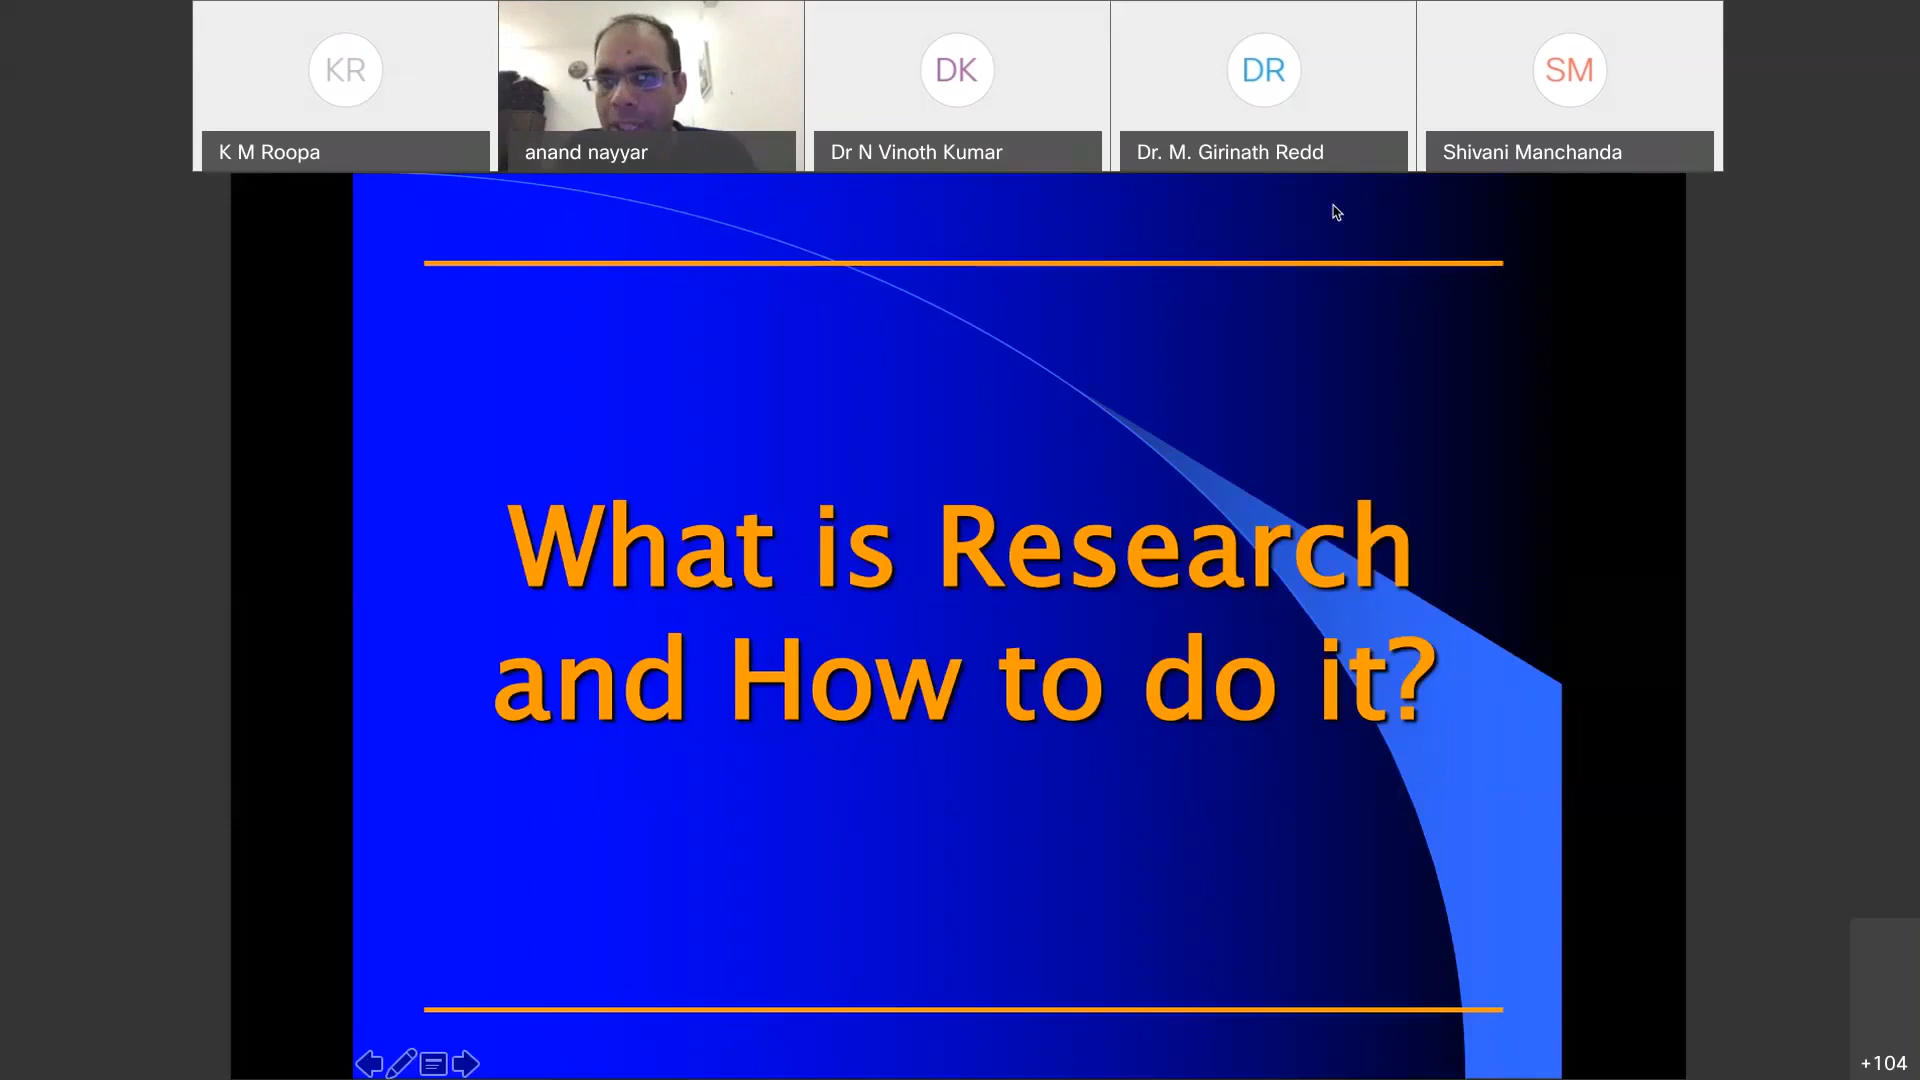 KR
DK
DR
SM
K M Roopa
anand nayyar
Dr N Vinoth Kumar
Dr. M. Girinath Redd
Shivani Manchanda
What is Research
and How to do it?
+104